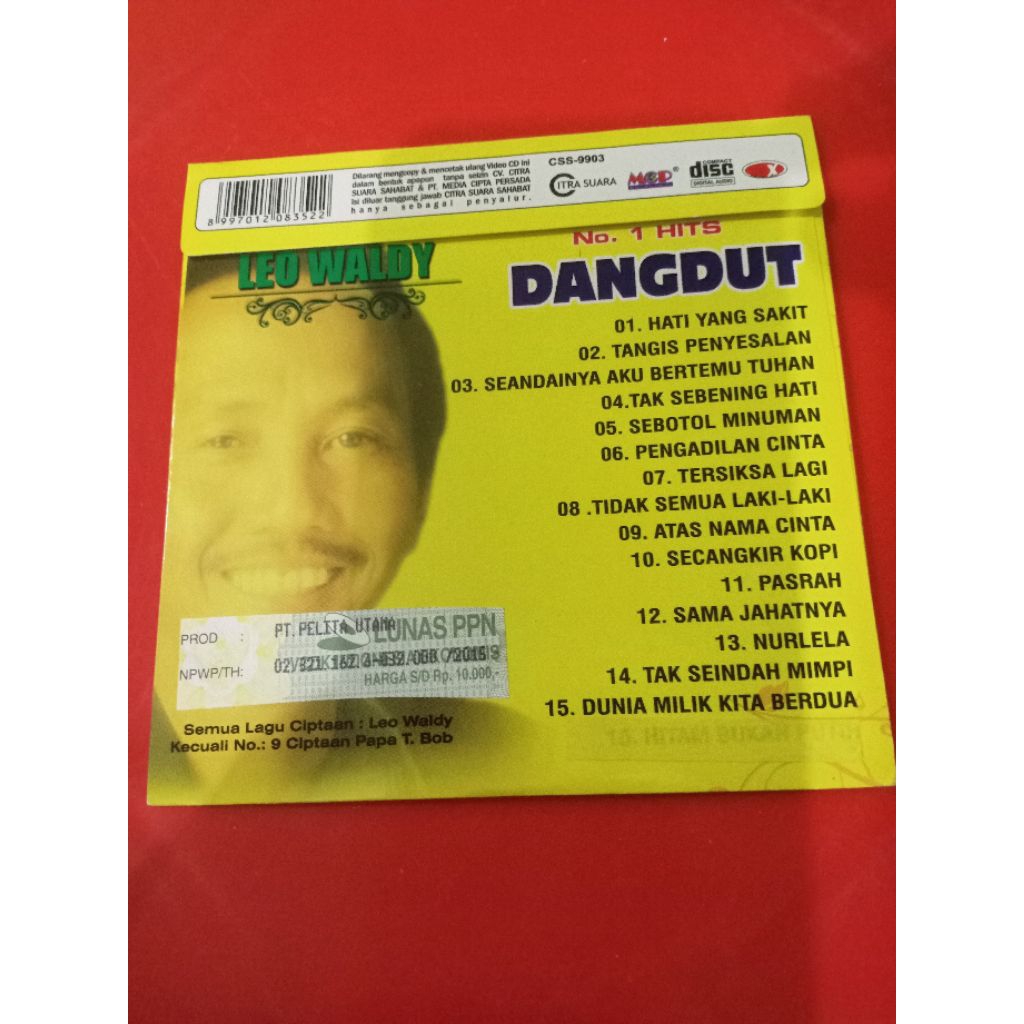 8 997012 083522
Dilarang mengcopy & mencetak ulang Video CD ini
dalam bentuk apapun tanpa seizin CV. CITRA
SUARA SAHABAT & PT. MEDIA CIPTA PERSADA
Isi diluar tanggung jawab CITRA SUARA SAHABAT
hanya sebagai penyalur.
CSS-9903
CITRA SUARA
COMPACT
disc
DIGITAL AUDIO
LEO WALDY
No. 1 HITS
DANGDUT
01. HATI YANG SAKIT
02. TANGIS PENYESALAN
03. SEANDAINYA AKU BERTEMU TUHAN
04.TAK SEBENING HATI
05. SEBOTOL MINUMAN
06. PENGADILAN CINTA
07. TERSIKSA LAGI
08 .TIDAK SEMUA LAKI-LAKI
09. ATAS NAMA CINTA
10. SECANGKIR KOPI
11. PASRAH
12. SAMA JAHATNYA
13. NURLELA
14. TAK SEINDAH MIMPI
15. DUNIA MILIK KITA BERDUA
PROD :
PT.PELITA UTAMA
LUNAS PPN
NPWP/TH:
HARGA S/D Rp. 10.000,-
Semua Lagu Ciptaan : Leo Waldy
Kecuali No.: 9 Ciptaan Papa T. Bob